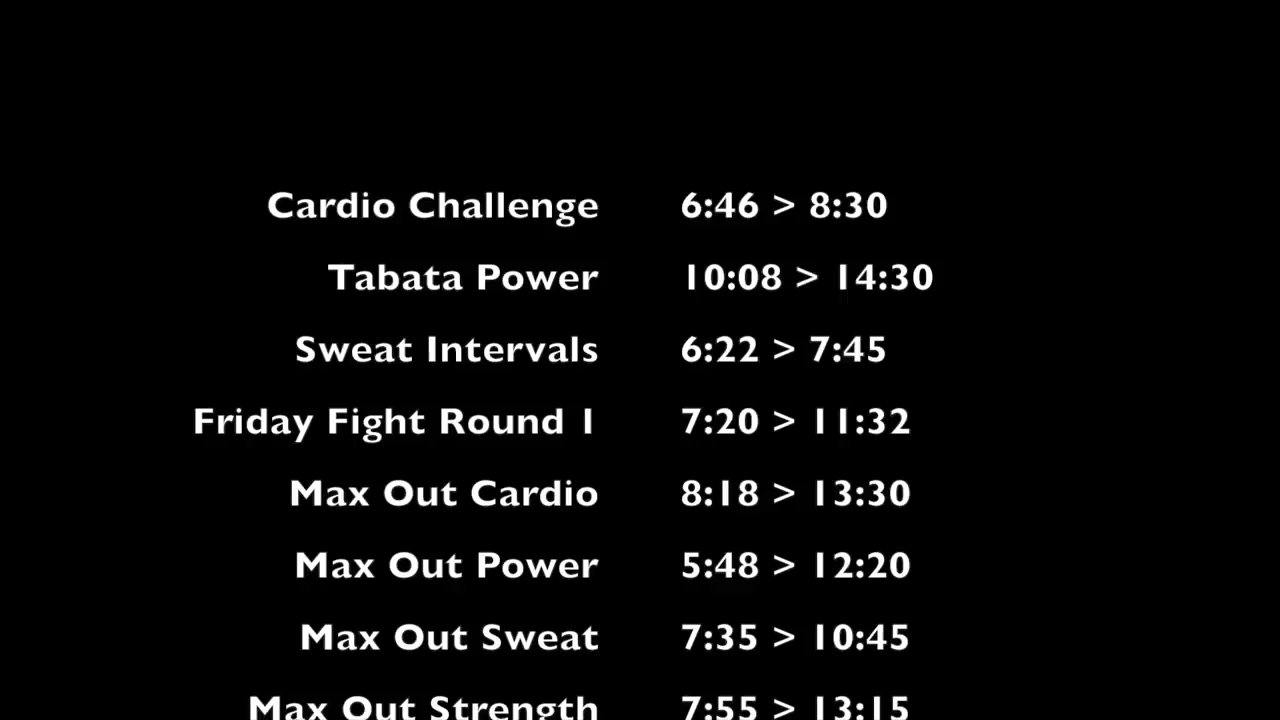 Cardio Challenge 6:46 > 8:30
Tabata Power 10:08 > 14:30
Sweat Intervals 6:22 > 7:45
Friday Fight Round 1 7:20 > 11:32
Max Out Cardio 8:18 > 13:30
Max Out Power 5:48 > 12:20
Max Out Sweat 7:35 > 10:45
Max Out Strength 7:55 > 13:15